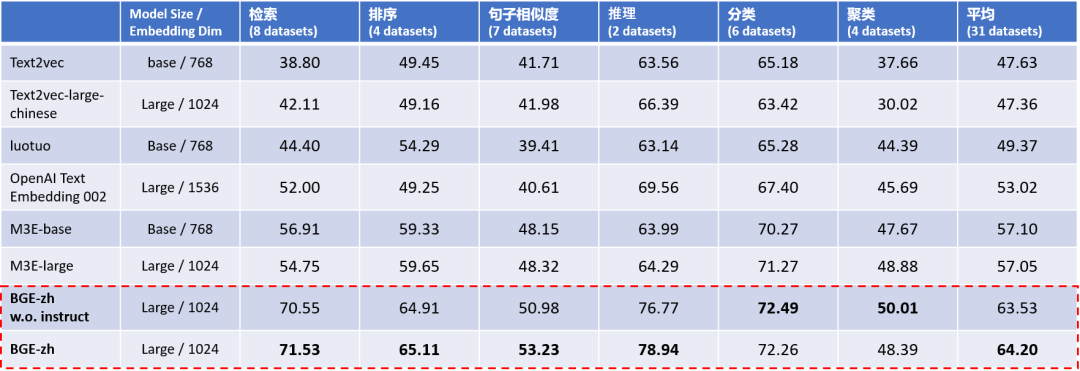 Model Size / Embedding Dim 检索 (8 datasets) 排序 (4 datasets) 句子相似度 (7 datasets) 推理 (2 datasets) 分类 (6 datasets) 聚类 (4 datasets) 平均 (31 datasets)
Text2vec base / 768 38.80 49.45 41.71 63.56 65.18 37.66 47.63
Text2vec-large-chinese Large / 1024 42.11 49.16 41.98 66.39 63.42 30.02 47.36
luotuo Base / 768 44.40 54.29 39.41 63.14 65.28 44.39 49.37
OpenAI Text Embedding 002 Large / 1536 52.00 49.25 40.61 69.56 67.40 45.69 53.02
M3E-base Base / 768 56.91 59.33 48.15 63.99 70.27 47.67 57.10
M3E-large Large / 1024 54.75 59.65 48.32 64.29 71.27 48.88 57.05
BGE-zh w.o. instruct Large / 1024 70.55 64.91 50.98 76.77 72.49 50.01 63.53
BGE-zh Large / 1024 71.53 65.11 53.23 78.94 72.26 48.39 64.20